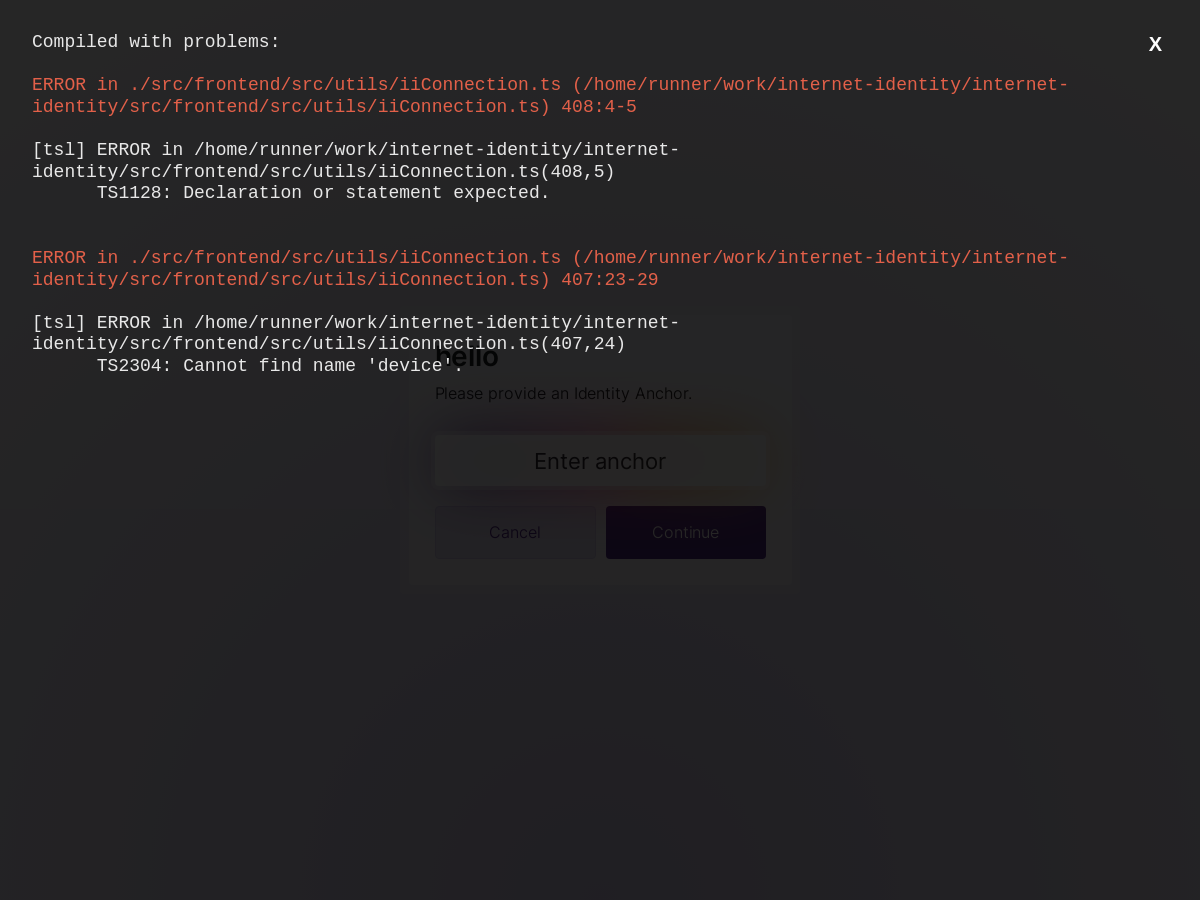 Compiled with problems:
X
ERROR in ./src/frontend/src/utils/iiConnection.ts (/home/runner/work/internet-identity/internet-
identity/src/frontend/src/utils/iiConnection.ts) 408:4-5
[tsl] ERROR in /home/runner/work/internet-identity/internet-
identity/src/frontend/src/utils/iiConnection.ts(408,5)
TS1128: Declaration or statement expected.
ERROR in ./src/frontend/src/utils/iiConnection.ts (/home/runner/work/internet-identity/internet-
identity/src/frontend/src/utils/iiConnection.ts) 407:23-29
[tsl] ERROR in /home/runner/work/internet-identity/internet-
identity/src/frontend/src/utils/iiConnection.ts(407,24)
TS2304: Cannot find name 'device'.
hello
Please provide an Identity Anchor.
Enter anchor
Cancel
Continue